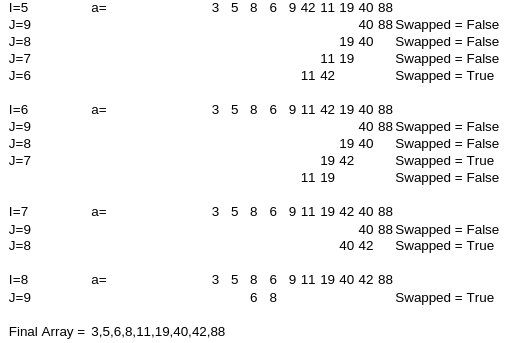 I=5 a= 3 5 8 6 9 42 11 19 40 88
J=9 40 88 Swapped = False
J=8 19 40 Swapped = False
J=7 11 19 Swapped = False
J=6 11 42 Swapped = True
I=6 a= 3 5 8 6 9 11 42 19 40 88
J=9 40 88 Swapped = False
J=8 19 40 Swapped = False
J=7 19 42 Swapped = True
11 19 Swapped = False
I=7 a= 3 5 8 6 9 11 19 42 40 88
J=9 40 88 Swapped = False
J=8 40 42 Swapped = True
I=8 a= 3 5 8 6 9 11 19 40 42 88
J=9 6 8 Swapped = True
Final Array = 3,5,6,8,11,19,40,42,88